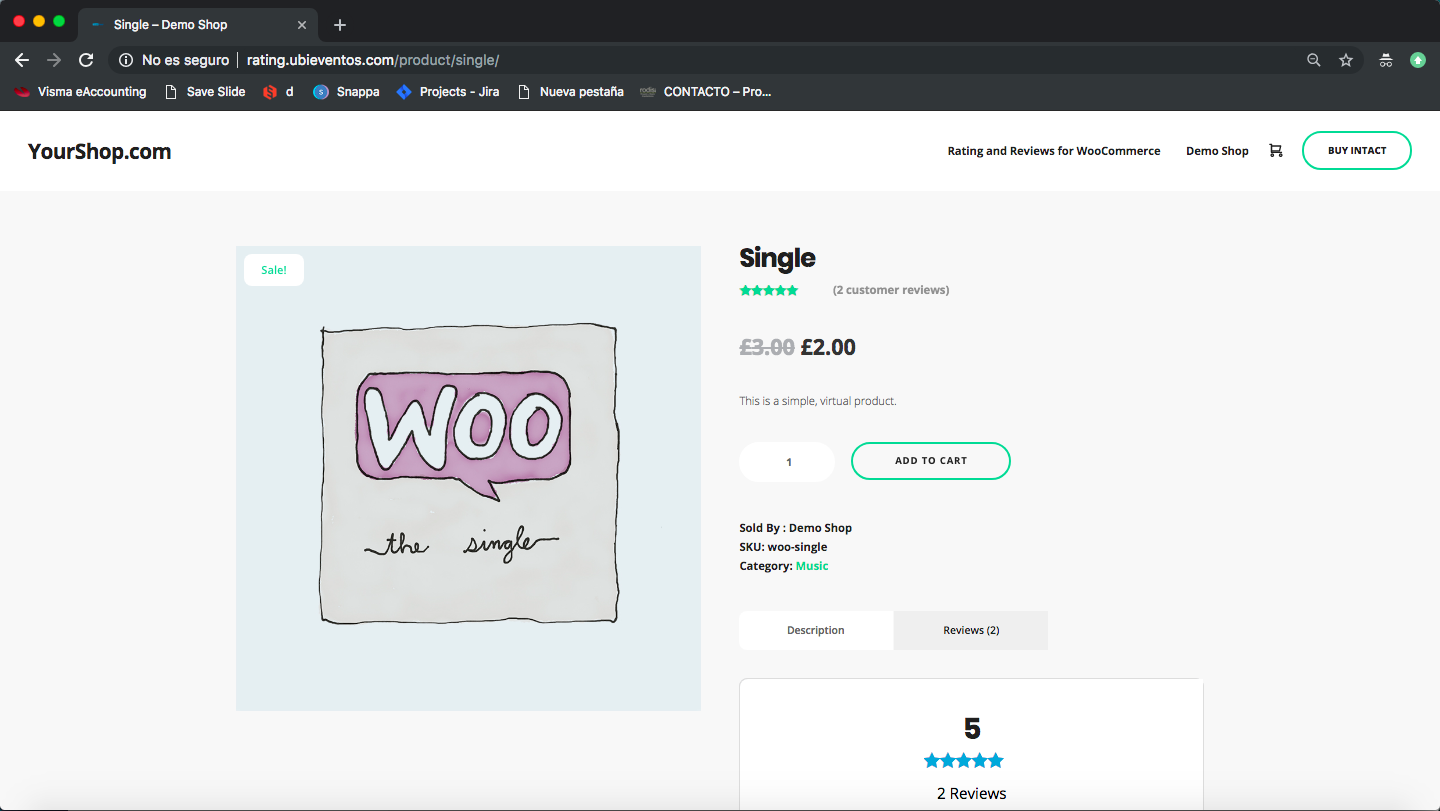 Single – Demo Shop
No es seguro rating.ubieventos.com/product/single/
Visma eAccounting Save Slide d Snappa Projects - Jira Nueva pestaña CONTACTO – Pro...
YourShop.com Rating and Reviews for WooCommerce Demo Shop BUY INTACT
Sale!
WOO
the single
Single
(2 customer reviews)
£3.00 £2.00
This is a simple, virtual product.
1 ADD TO CART
Sold By : Demo Shop
SKU: woo-single
Category: Music
Description Reviews (2)
5
2 Reviews